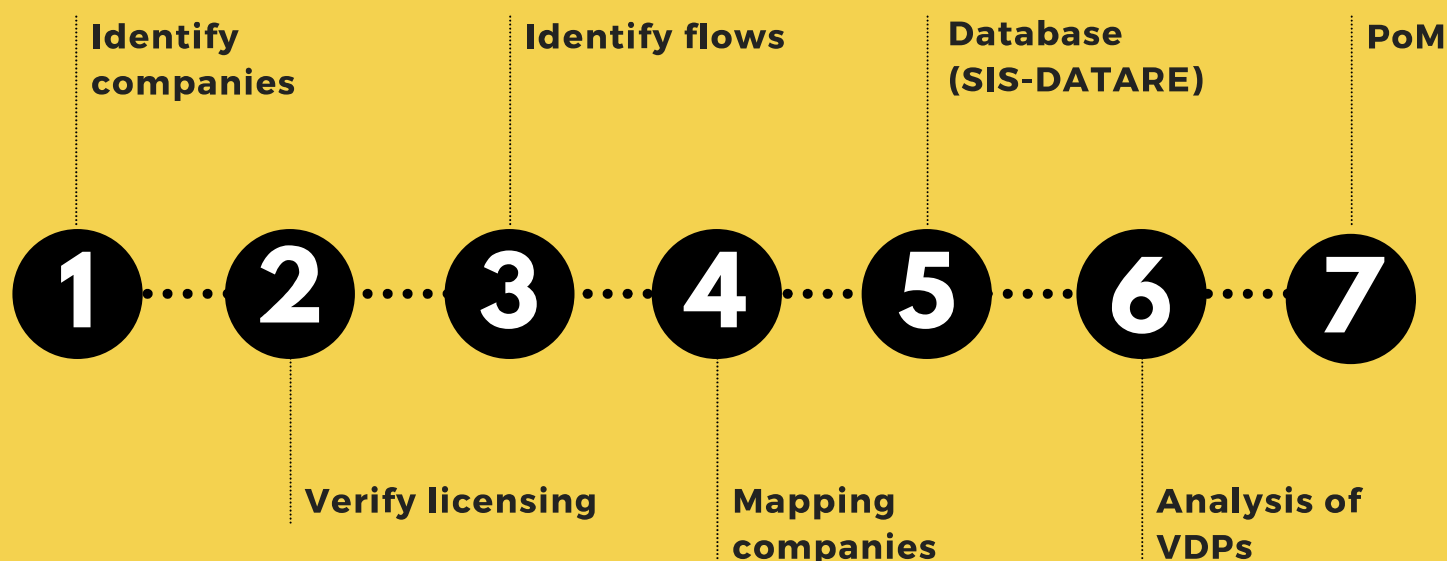 Identify
companies
Identify flows
Database
(SIS-DATARE)
PoM
1
2
3
4
5
6
7
Verify licensing
Mapping
companies
Analysis of
VDPs